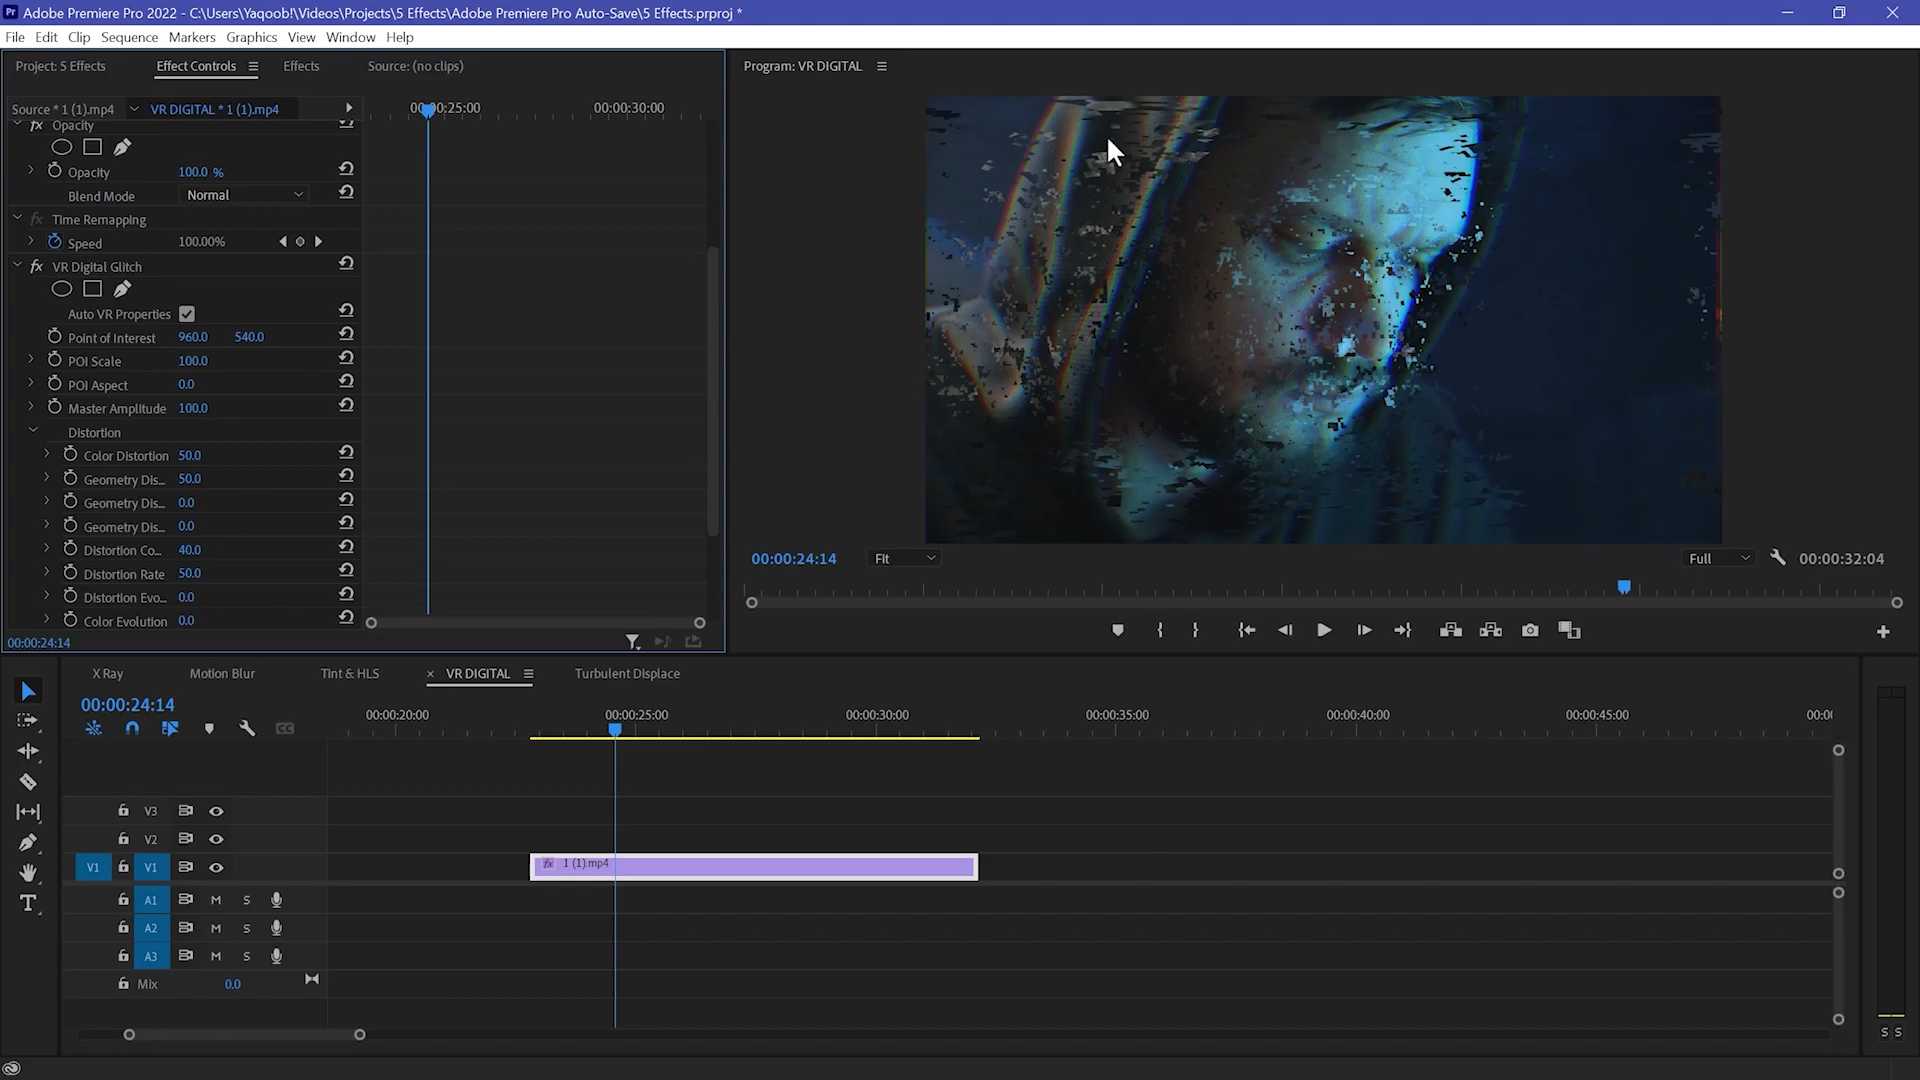 Adobe Premiere Pro 2022 - C:\Users\Yaqoob!\Videos\Projects\5 Effects\Adobe Premiere Pro Auto-Save\5 Effects.prproj *
File Edit Clip Sequence Markers Graphics View Window Help
Project: 5 Effects Effect Controls Effects Source: (no clips)
Program: VR DIGITAL
Source * 1 (1).mp4 VR DIGITAL * 1 (1).mp4
00:00:25:00 00:00:30:00
fx Opacity
Opacity 100.0 %
Blend Mode Normal
fx Time Remapping
Speed 100.00%
fx VR Digital Glitch
Auto VR Properties
Point of Interest 960.0 540.0
POI Scale 100.0
POI Aspect 0.0
Master Amplitude 100.0
Distortion
Color Distortion 50.0
Geometry Dis... 50.0
Geometry Dis... 0.0
Geometry Dis... 0.0
Distortion Co... 40.0
Distortion Rate 50.0
Distortion Evo... 0.0
Color Evolution 0.0
00:00:24:14
00:00:24:14 Fit Full 00:00:32:04
X Ray Motion Blur Tint & HLS × VR DIGITAL Turbulent Displace
00:00:24:14
00:00:20:00 00:00:25:00 00:00:30:00 00:00:35:00 00:00:40:00 00:00:45:00 00:00
V3
V2
V1 V1
fx 1 (1).mp4
A1 M S
A2 M S
A3 M S
Mix 0.0
S S